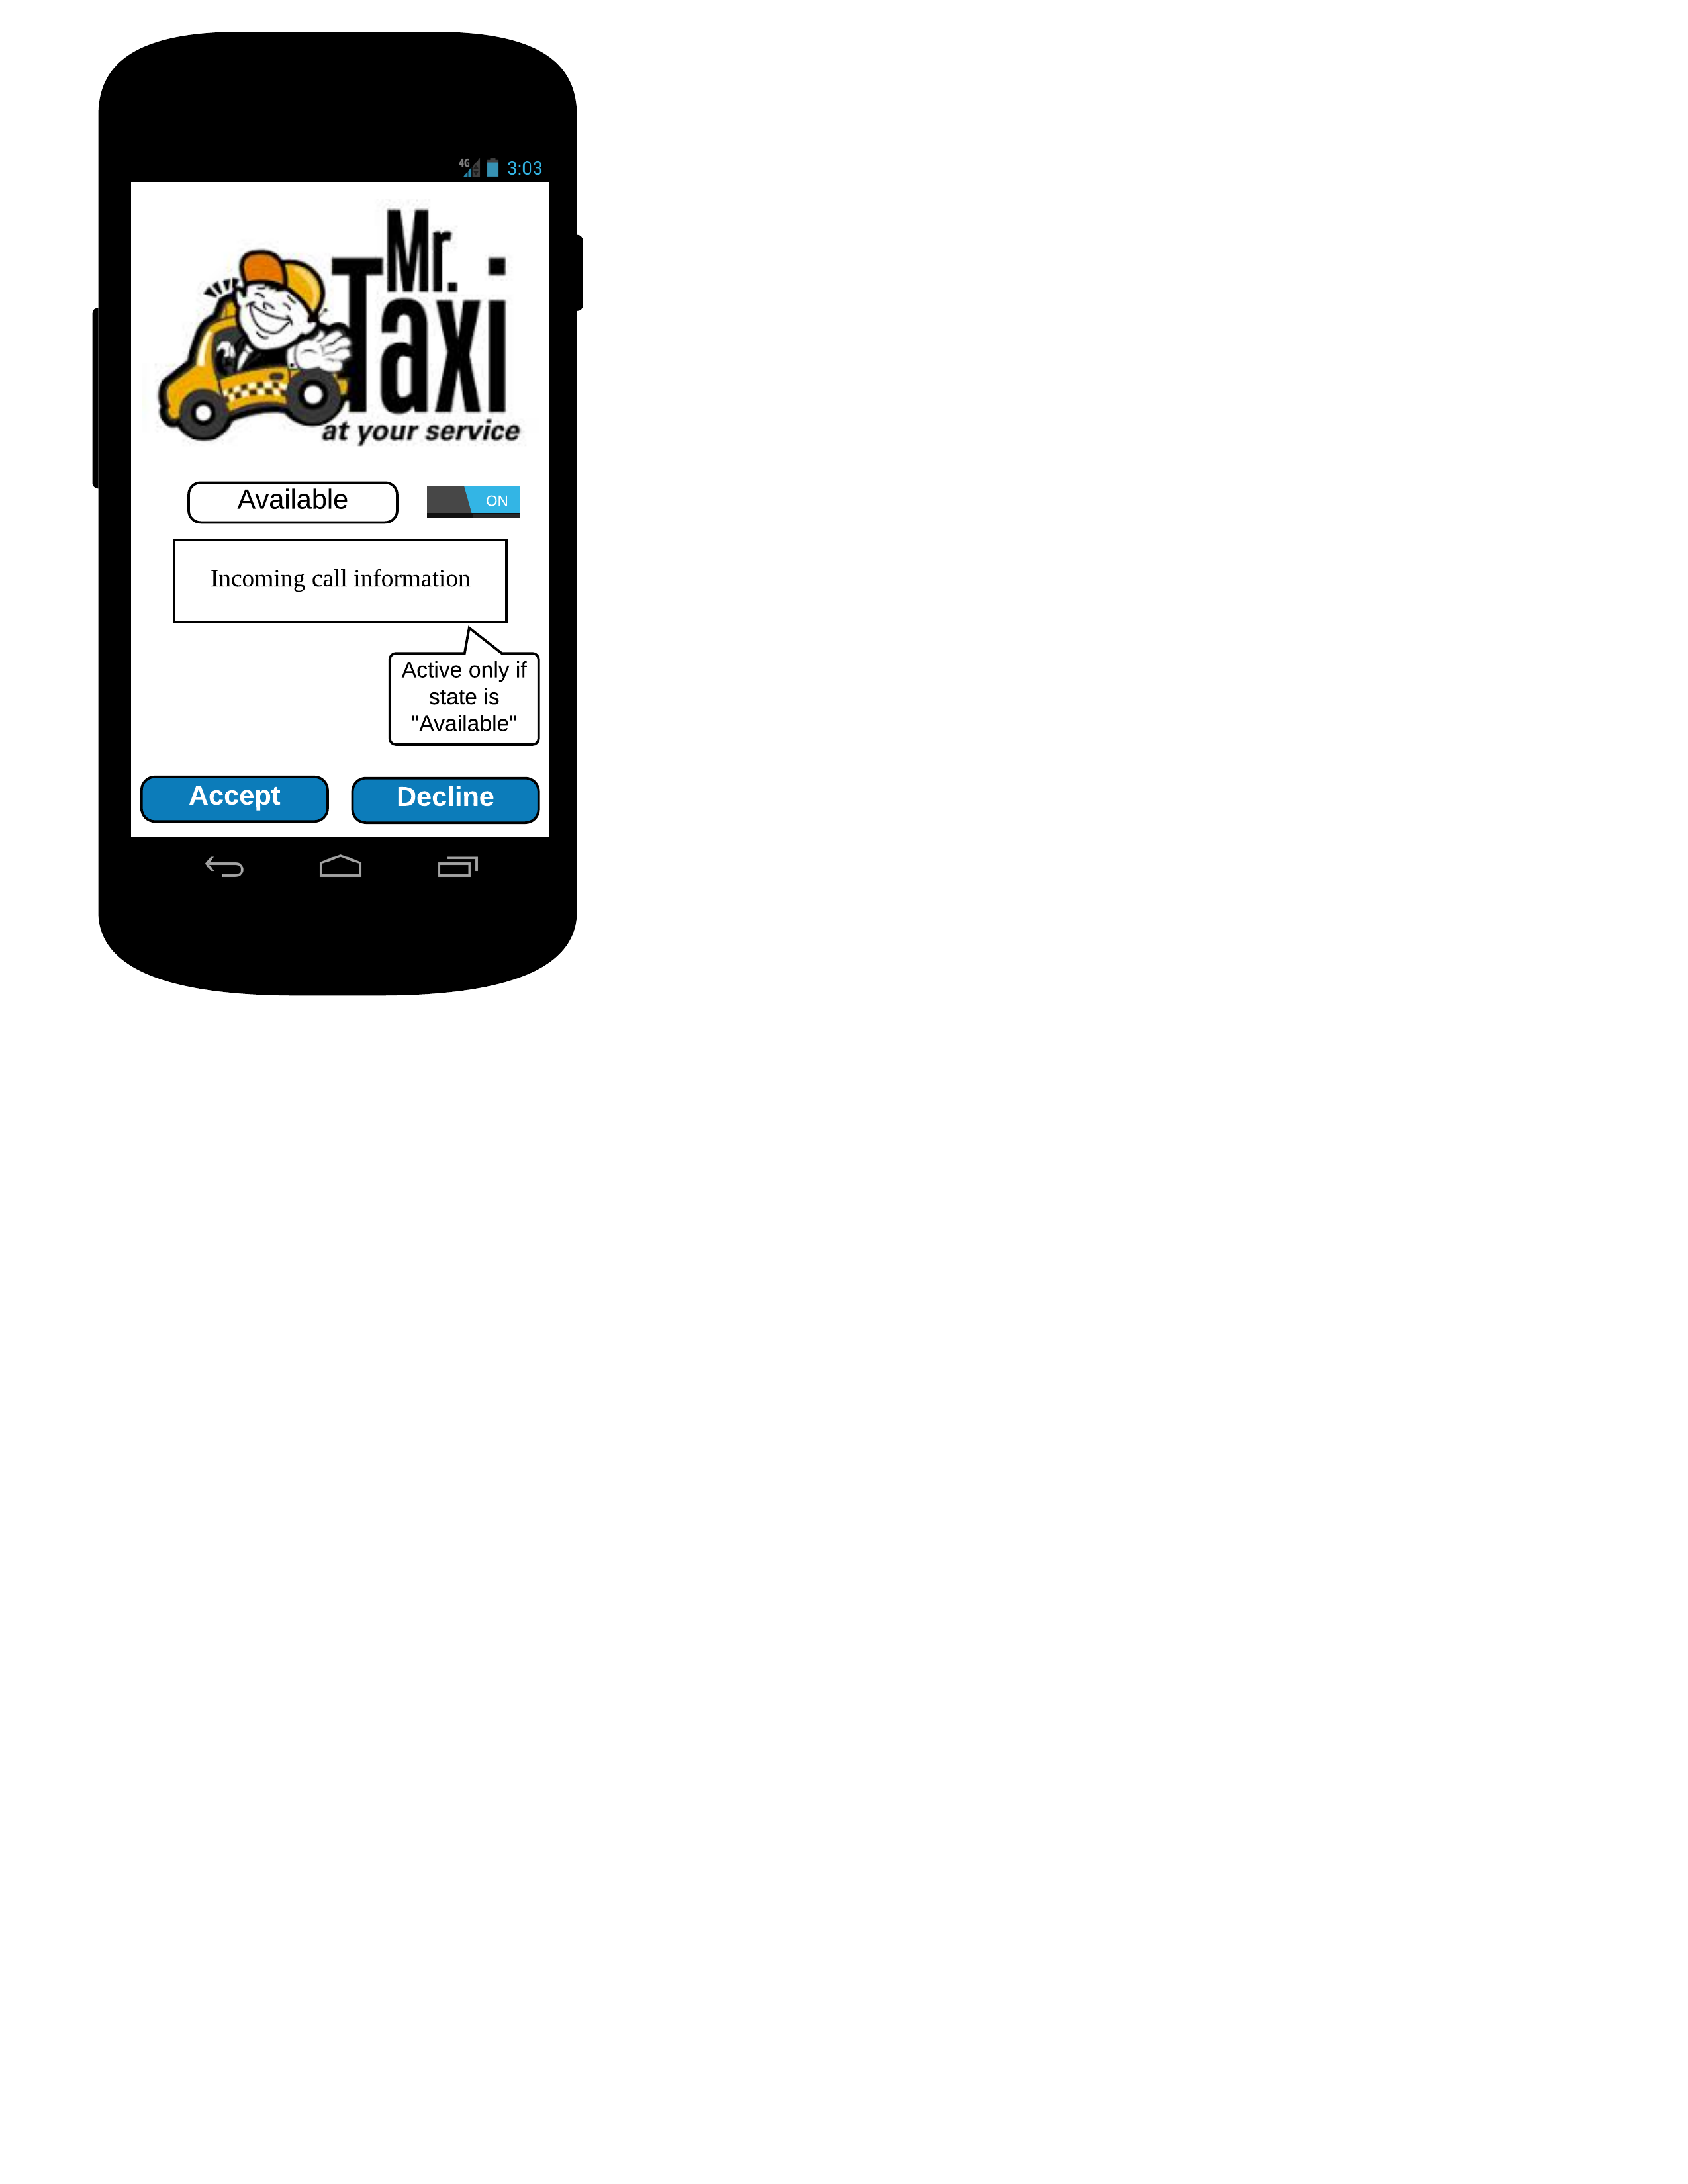 4G 3:03
Mr.
Taxi
at your service
Available
ON
Incoming call information
Active only if
state is
"Available"
Accept
Decline